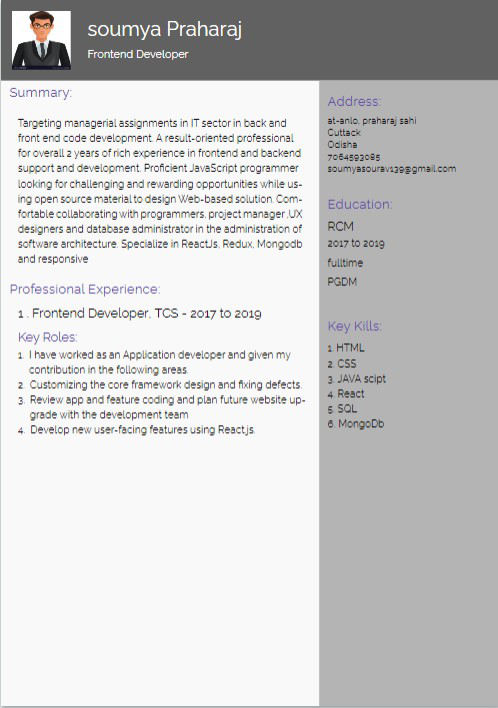 soumya Praharaj
Frontend Developer
Summary:
Targeting managerial assignments in IT sector in back and
front end code development. A result-oriented professional
for overall 2 years of rich experience in frontend and backend
support and development. Proficient JavaScript programmer
looking for challenging and rewarding opportunities while us-
ing open source material to design Web-based solution. Com-
fortable collaborating with programmers, project manager ,UX
designers and database administrator in the administration of
software architecture. Specialize in ReactJs, Redux, Mongodb
and responsive
Professional Experience:
1 . Frontend Developer, TCS - 2017 to 2019
Key Roles:
1. I have worked as an Application developer and given my
contribution in the following areas.
2. Customizing the core framework design and fixing defects.
3. Review app and feature coding and plan future website up-
grade with the development team
4. Develop new user-facing features using React.js.
Address:
at-anlo, praharaj sahi
Cuttack
Odisha
7064593085
soumyasourav139@gmail.com
Education:
RCM
2017 to 2019
fulltime
PGDM
Key Kills:
1. HTML
2. CSS
3. JAVA scipt
4. React
5. SQL
6. MongoDb